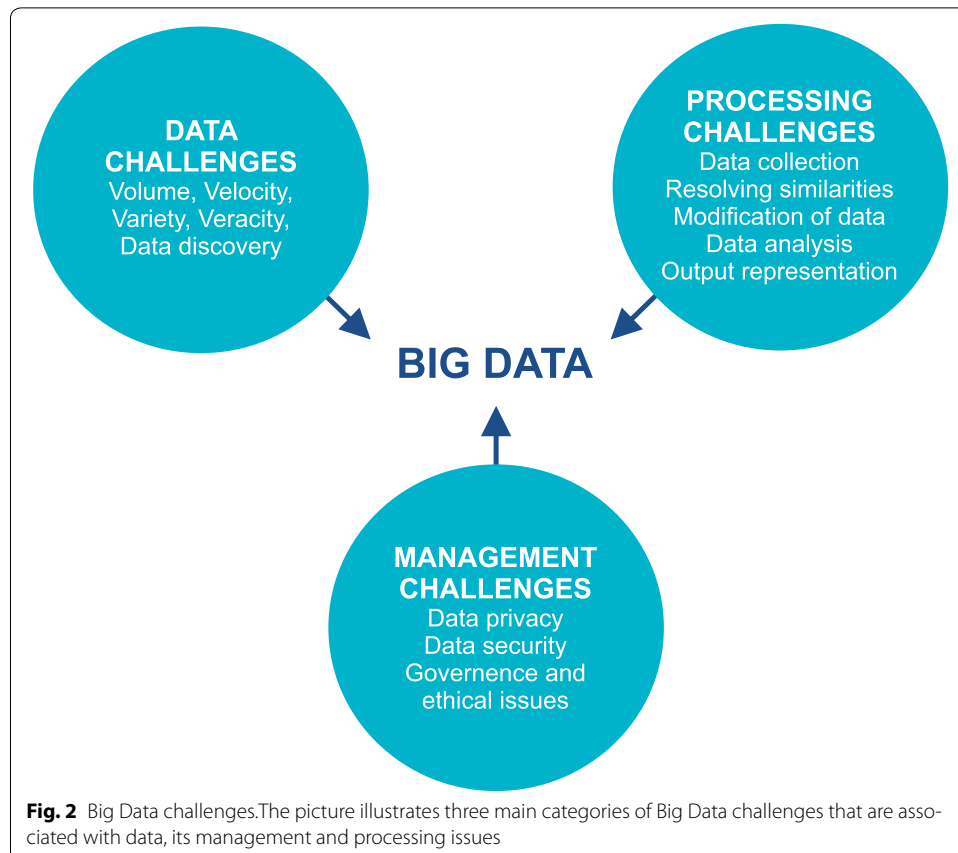 DATA
CHALLENGES
Volume, Velocity,
Variety, Veracity,
Data discovery
PROCESSING
CHALLENGES
Data collection
Resolving similarities
Modification of data
Data analysis
Output representation
BIG DATA
MANAGEMENT
CHALLENGES
Data privacy
Data security
Governence and
ethical issues
Fig. 2 Big Data challenges.The picture illustrates three main categories of Big Data challenges that are asso-
ciated with data, its management and processing issues